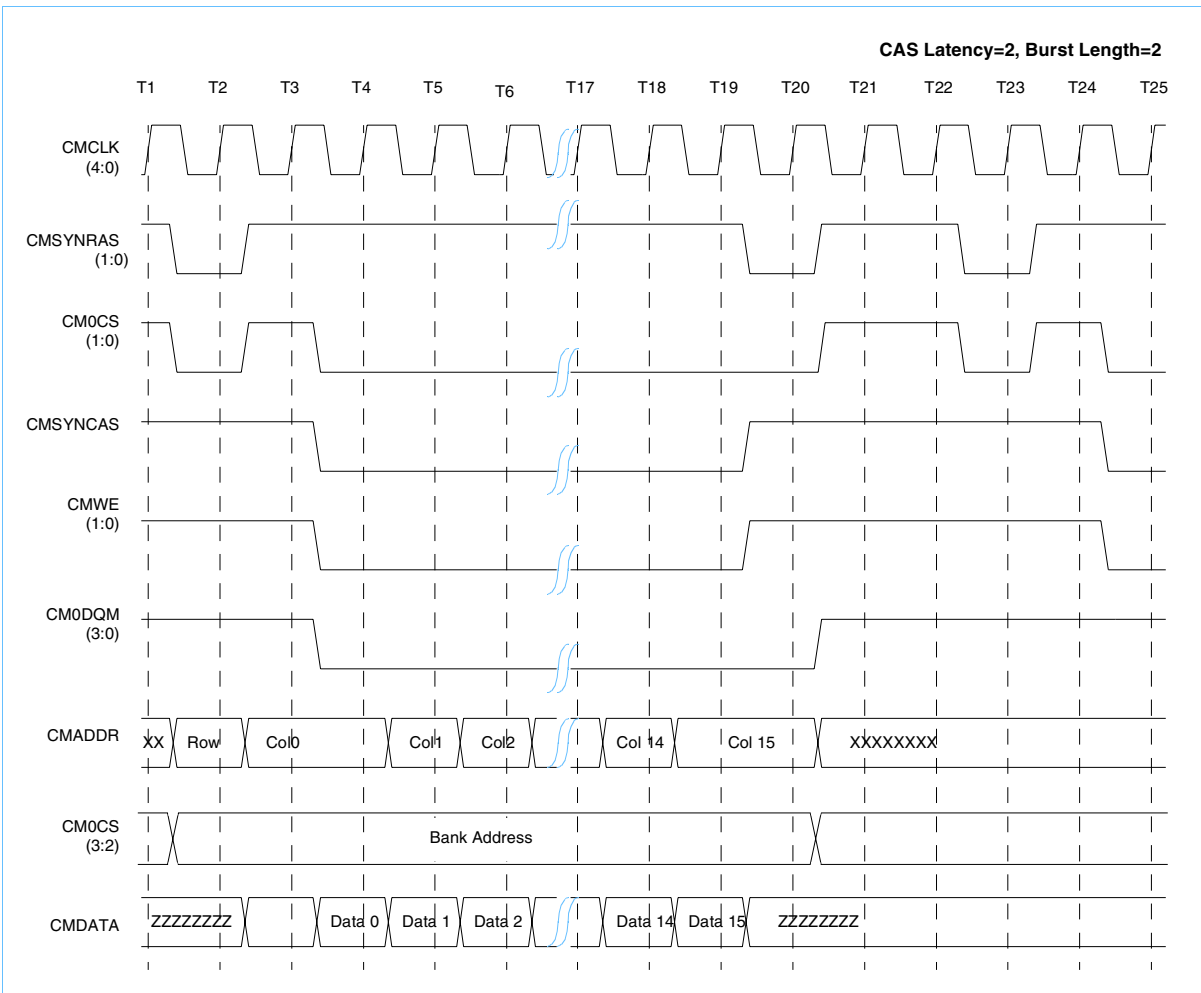 CAS Latency=2, Burst Length=2
T1 T2 T3 T4 T5 T6 T17 T18 T19 T20 T21 T22 T23 T24 T25
CMCLK
(4:0)
CMSYNRAS
(1:0)
CM0CS
(1:0)
CMSYNCAS
CMWE
(1:0)
CM0DQM
(3:0)
CMADDR XX Row Col0 Col1 Col2 Col 14 Col 15 XXXXXXXX
CM0CS
(3:2)
Bank Address
CMDATA ZZZZZZZZ Data 0 Data 1 Data 2 Data 14 Data 15 ZZZZZZZZ